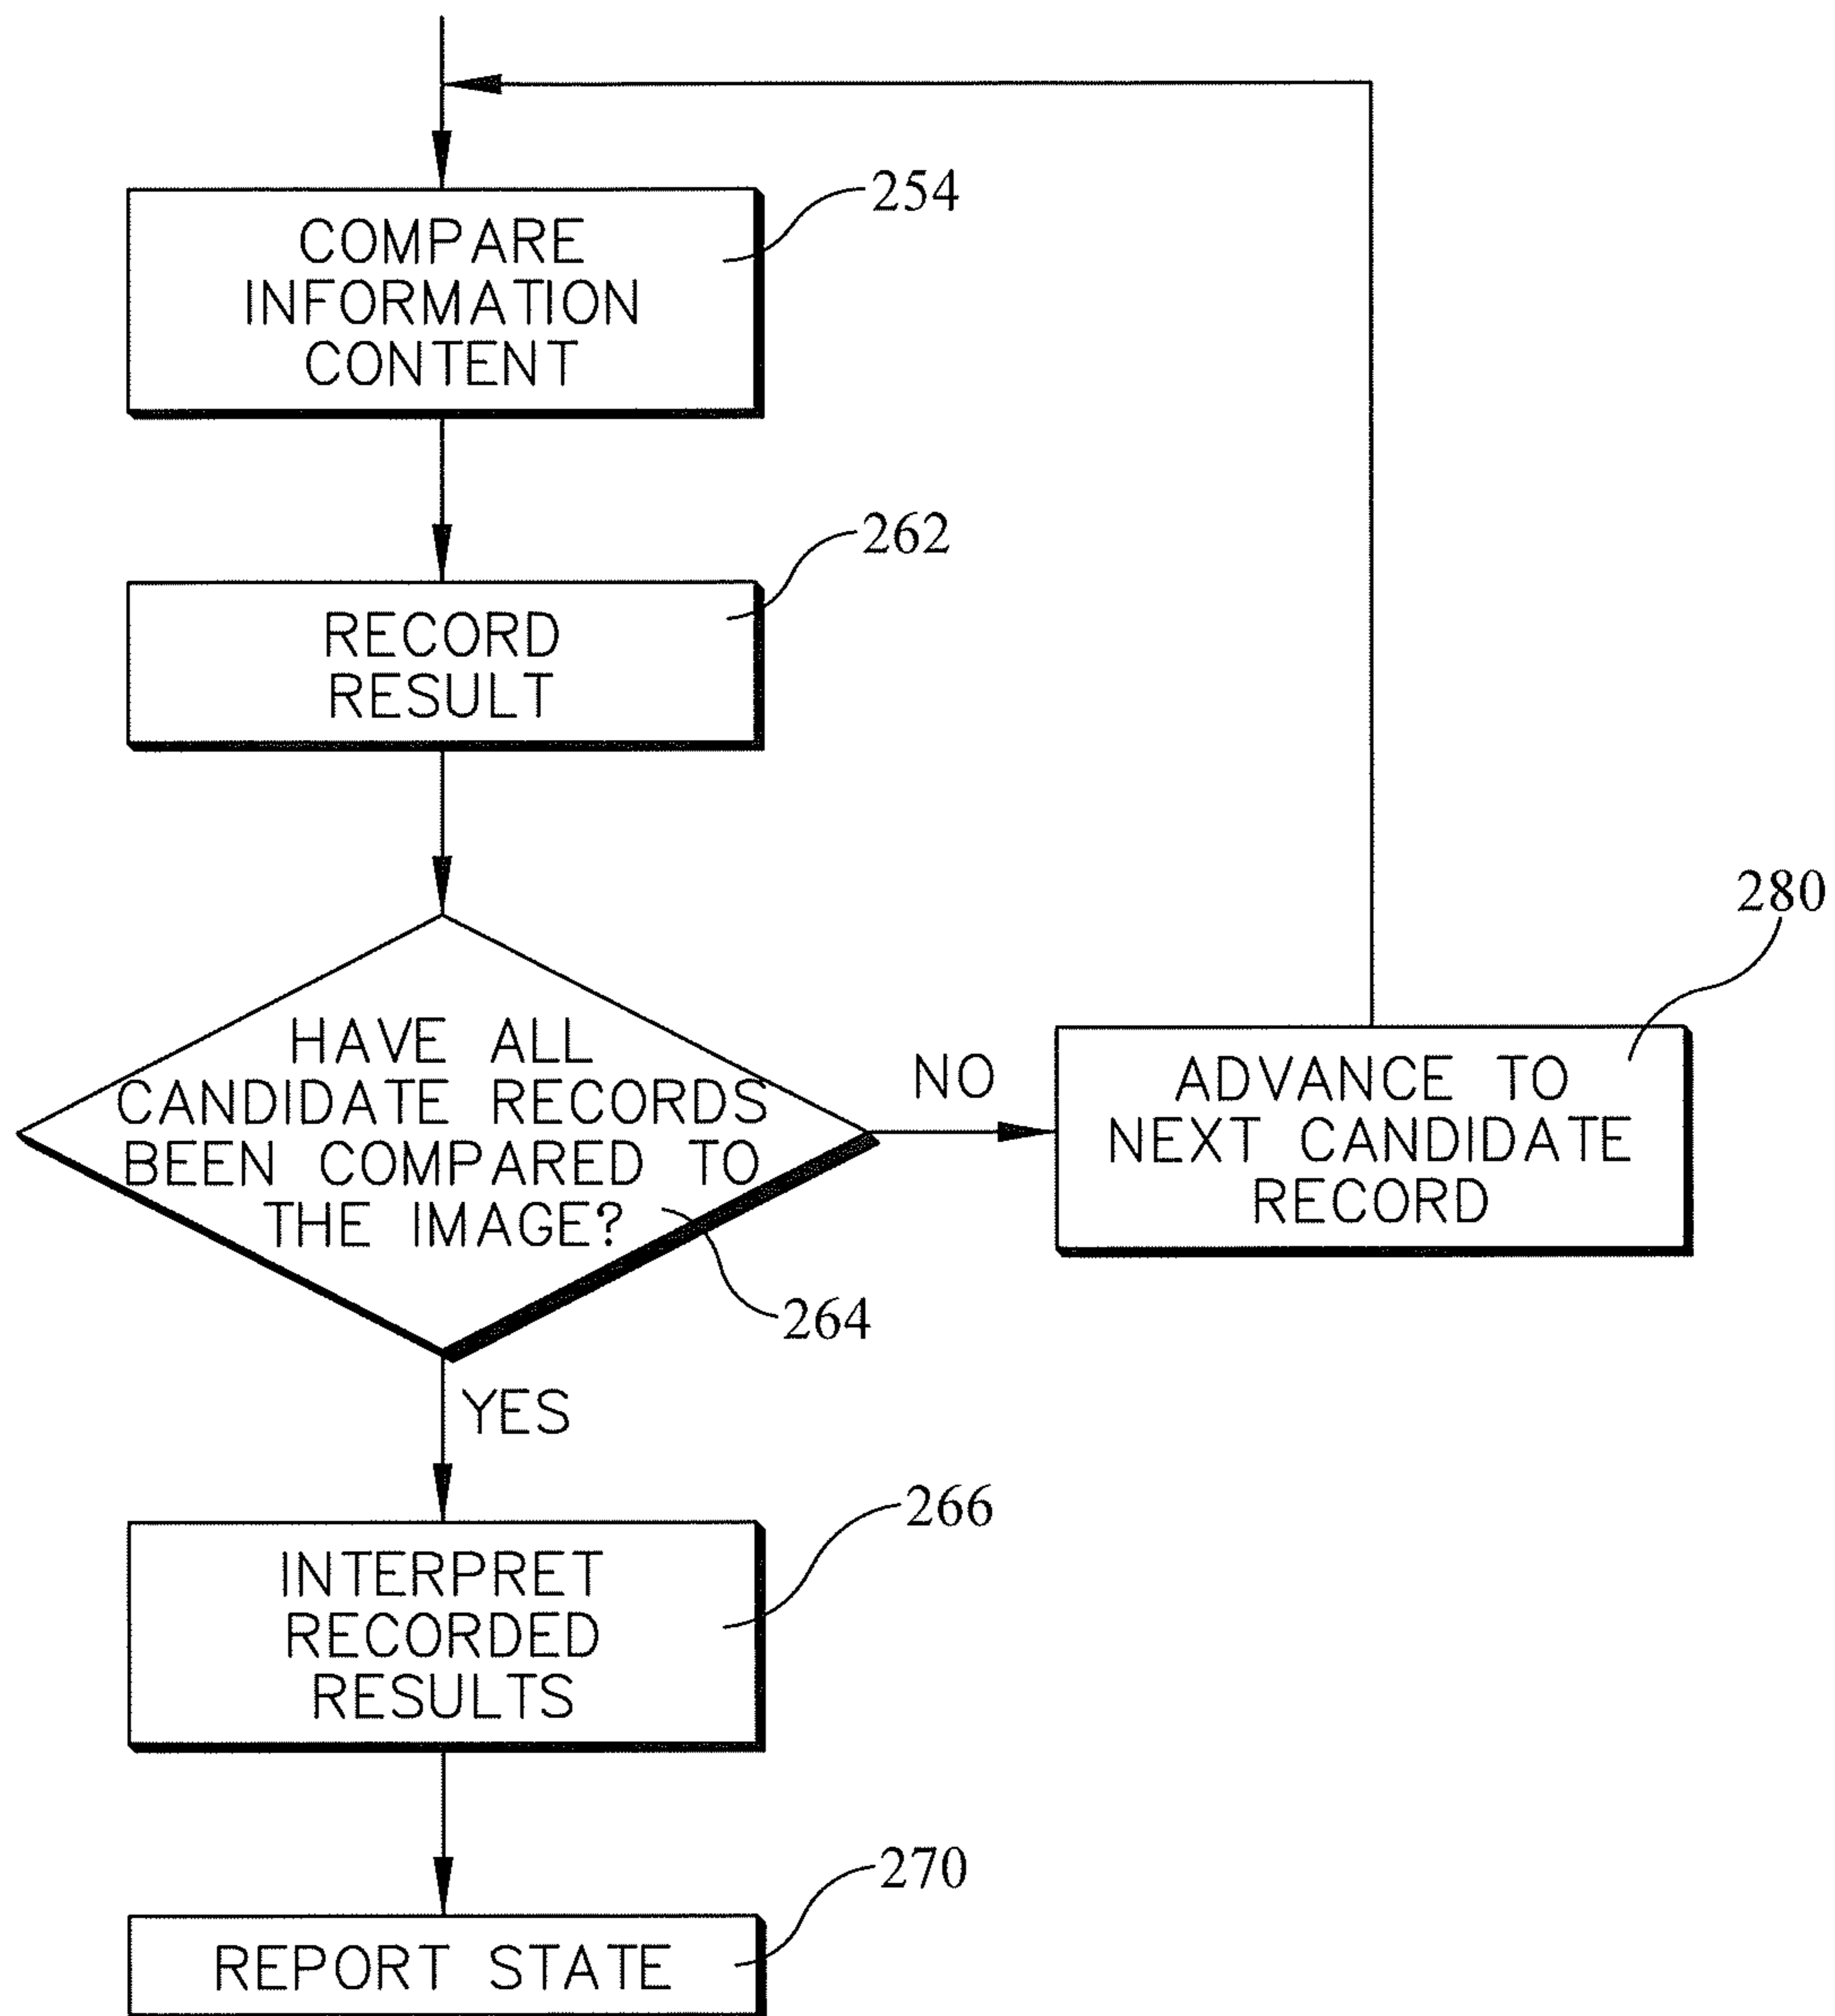 254
COMPARE
INFORMATION
CONTENT
262
RECORD
RESULT
280
HAVE ALL
CANDIDATE RECORDS
BEEN COMPARED TO
THE IMAGE?
264
NO
ADVANCE TO
NEXT CANDIDATE
RECORD
YES
266
INTERPRET
RECORDED
RESULTS
270
REPORT STATE